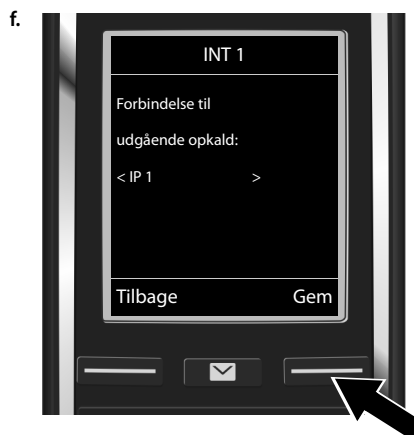 f.
INT 1
Forbindelse til
udgående opkald:
< IP 1 >
Tilbage Gem